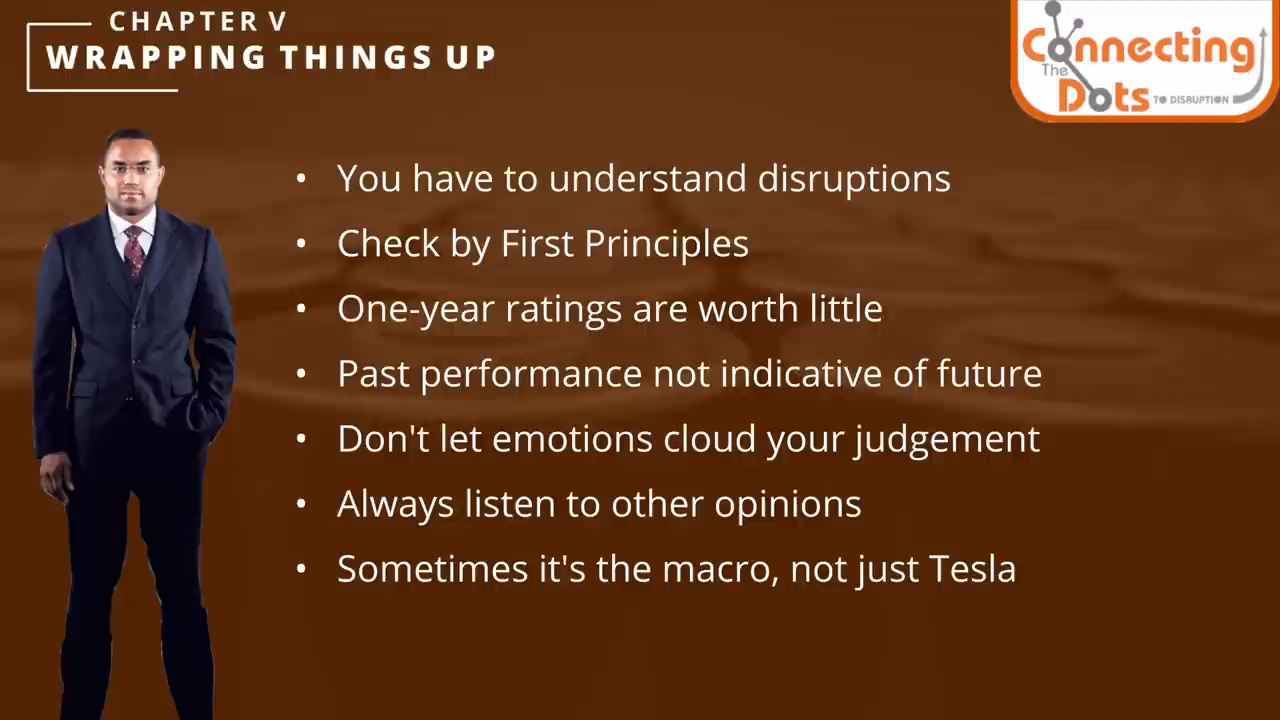 CHAPTER V
WRAPPING THINGS UP
Connecting
The
Dots TO DISRUPTION
• You have to understand disruptions
• Check by First Principles
• One-year ratings are worth little
• Past performance not indicative of future
• Don't let emotions cloud your judgement
• Always listen to other opinions
• Sometimes it's the macro, not just Tesla